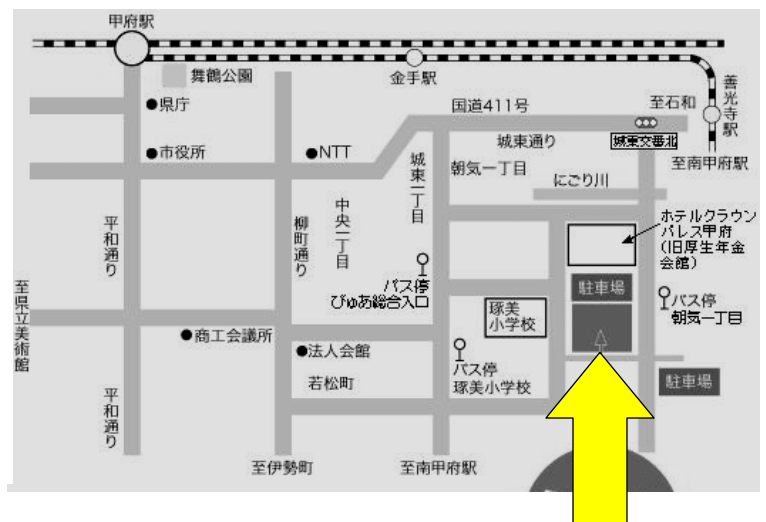 甲府駅
舞鶴公園
金手駅
善光寺駅
至石和
国道411号
●県庁
城東通り
城東交番北
●市役所
●NTT
城東一丁目
朝気一丁目
至南甲府駅
にごり川
平和通り
柳町通り
中央一丁目
ホテルクラウン
パレス甲府
(旧厚生年金
会館)
バス停
ぴゅあ総合入口
駐車場
バス停
朝気一丁目
至県立美術館
琢美
小学校
●商工会議所
●法人会館
バス停
琢美小学校
若松町
駐車場
平和通り
至伊勢町
至南甲府駅